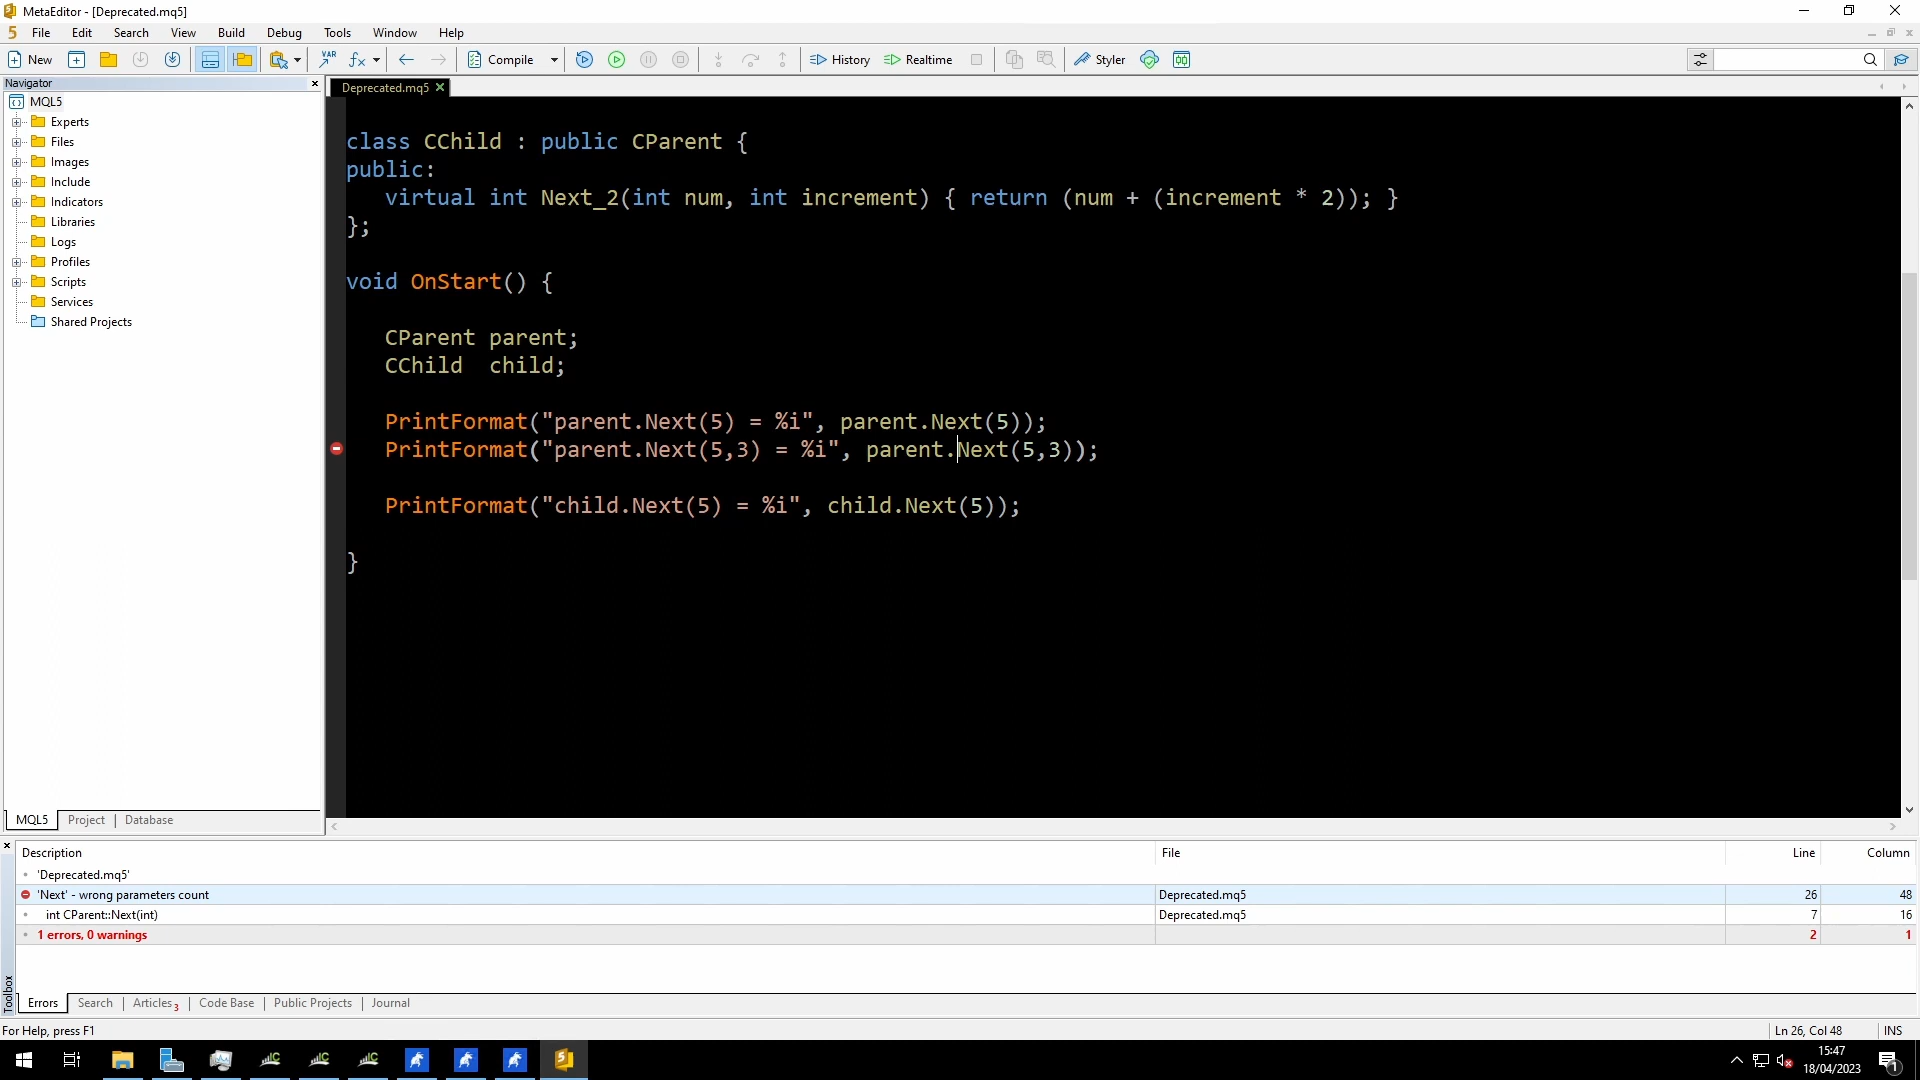 MetaEditor - [Deprecated.mq5]
File Edit Search View Build Debug Tools Window Help
New VAR fx Compile History Realtime Styler
Navigator
Deprecated.mq5
MQL5
Experts
Files
Images
Include
Indicators
Libraries
Logs
Profiles
Scripts
Services
Shared Projects
MQL5 Project Database
class CChild : public CParent {
public:
virtual int Next_2(int num, int increment) { return (num + (increment * 2)); }
};
void OnStart() {
CParent parent;
CChild child;
PrintFormat("parent.Next(5) = %i", parent.Next(5));
PrintFormat("parent.Next(5,3) = %i", parent.Next(5,3));
PrintFormat("child.Next(5) = %i", child.Next(5));
}
Description File Line Column
'Deprecated.mq5'
'Next' - wrong parameters count Deprecated.mq5 26 48
int CParent::Next(int) Deprecated.mq5 7 16
1 errors, 0 warnings 2 1
Toolbox
Errors Search Articles 3 Code Base Public Projects Journal
For Help, press F1 Ln 26, Col 48 INS
15:47
18/04/2023
1